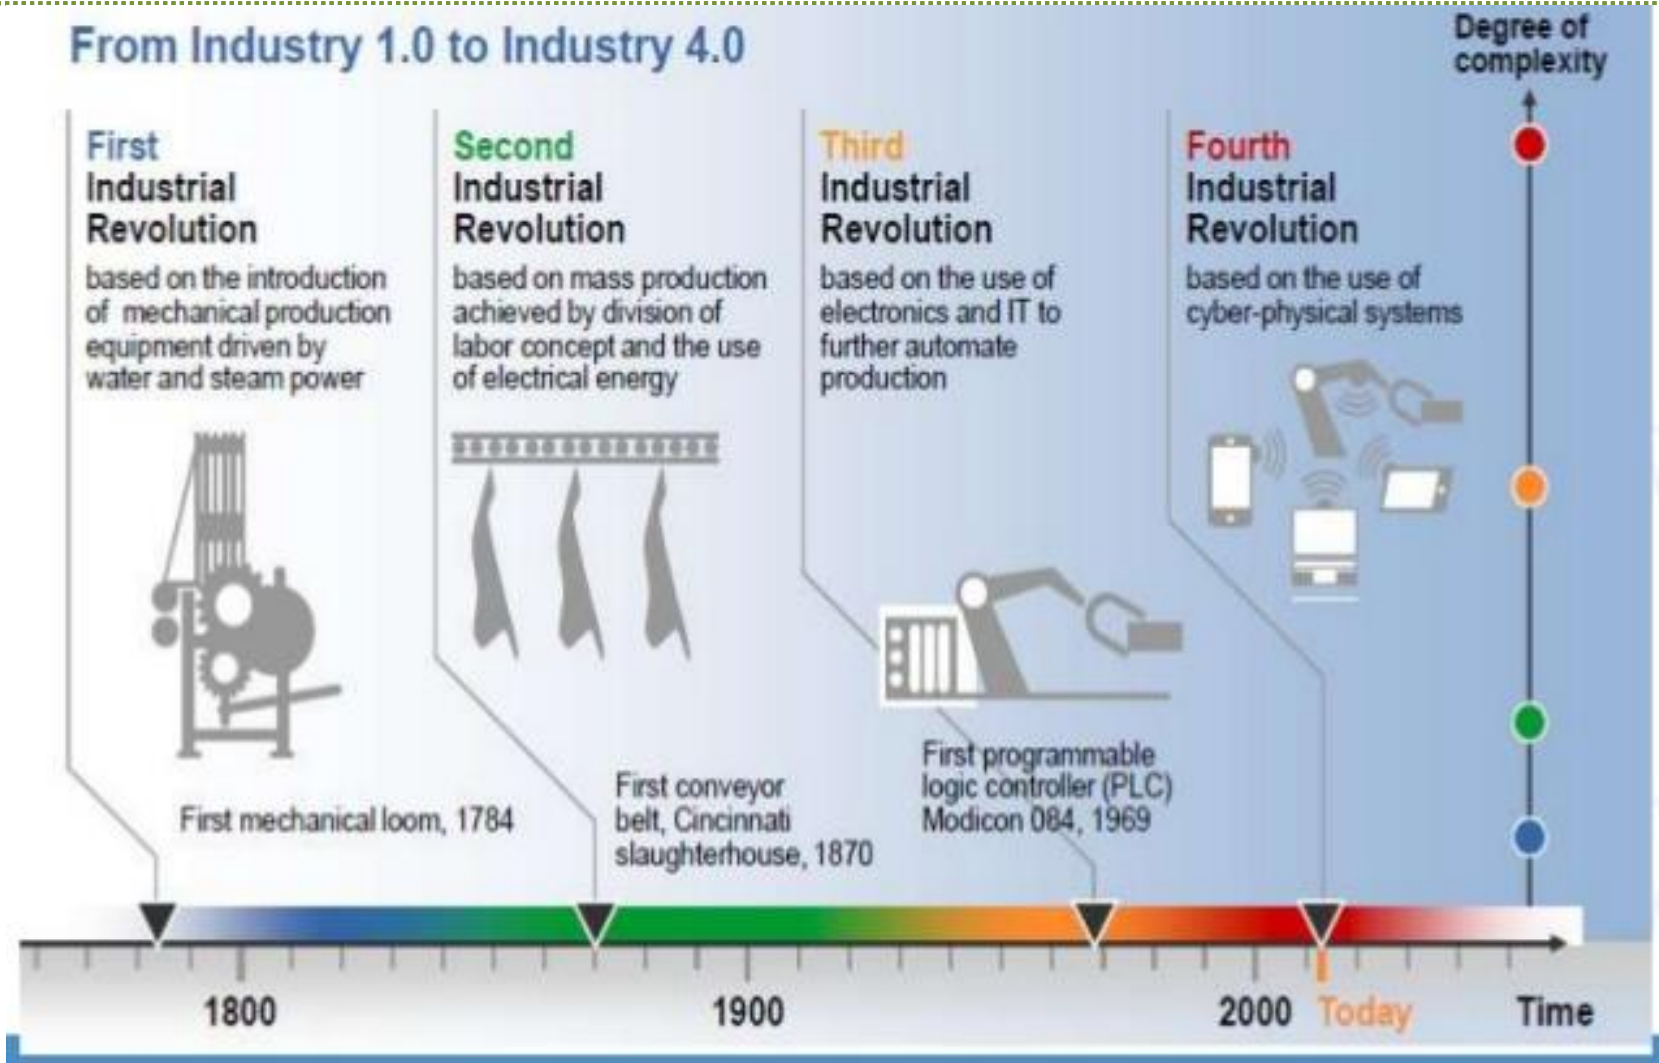 From Industry 1.0 to Industry 4.0
Degree of
complexity
First
Industrial
Revolution
based on the introduction
of mechanical production
equipment driven by
water and steam power
First mechanical loom, 1784
Second
Industrial
Revolution
based on mass production
achieved by division of
labor concept and the use
of electrical energy
First conveyor
belt, Cincinnati
slaughterhouse, 1870
Third
Industrial
Revolution
based on the use of
electronics and IT to
further automate
production
First programmable
logic controller (PLC)
Modicon 084, 1969
Fourth
Industrial
Revolution
based on the use of
cyber-physical systems
1800
1900
2000
Today
Time